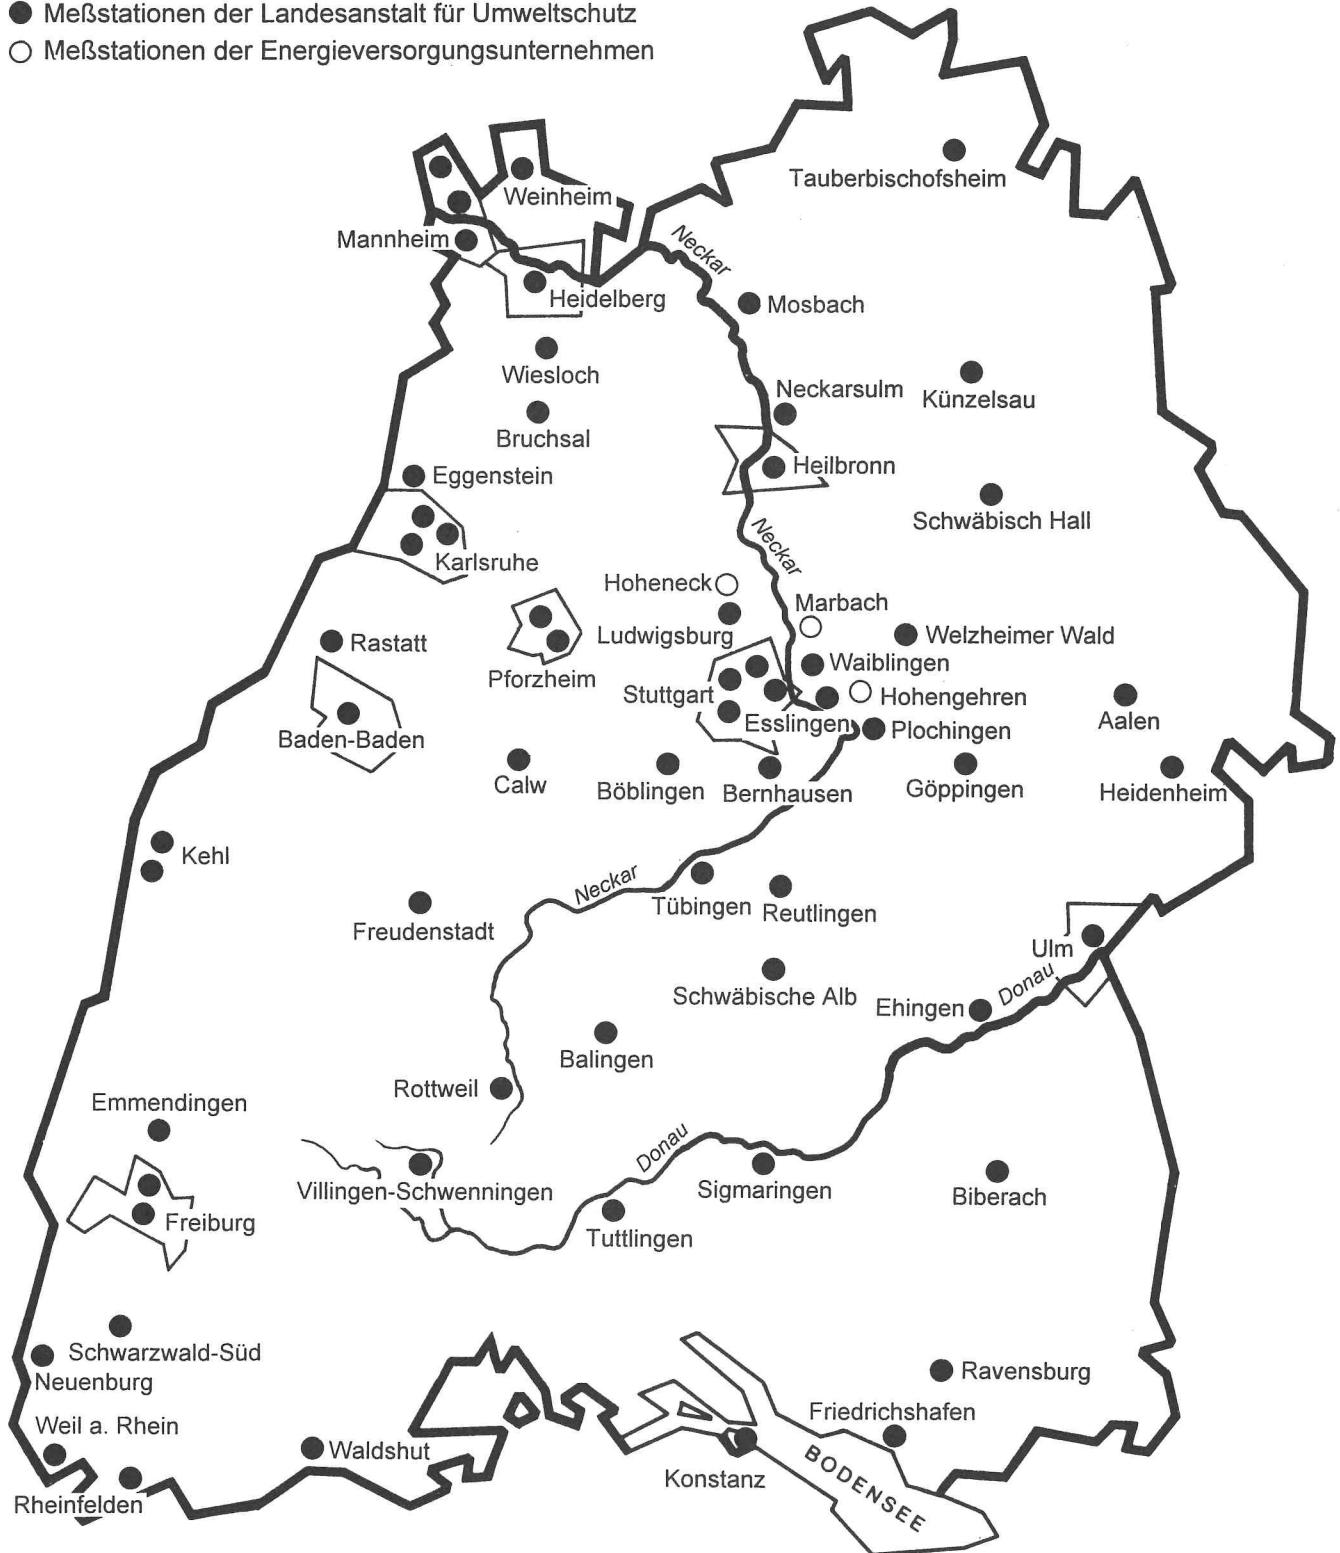 Meßstationen der Landesanstalt für Umweltschutz
Meßstationen der Energieversorgungsunternehmen
Tauberbischofsheim
Weinheim
Mannheim
Neckar
Heidelberg
Mosbach
Wiesloch
Neckarsulm
Künzelsau
Bruchsal
Heilbronn
Eggenstein
Schwäbisch Hall
Neckar
Karlsruhe
Hoheneck
Marbach
Ludwigsburg
Welzheimer Wald
Rastatt
Waiblingen
Pforzheim
Stuttgart
Hohengehren
Esslingen
Aalen
Plochingen
Baden-Baden
Calw
Böblingen
Bernhausen
Göppingen
Heidenheim
Kehl
Neckar
Tübingen
Reutlingen
Freudenstadt
Ulm
Donau
Schwäbische Alb
Ehingen
Balingen
Rottweil
Emmendingen
Donau
Villingen-Schwenningen
Sigmaringen
Biberach
Freiburg
Tuttlingen
Schwarzwald-Süd
Neuenburg
Ravensburg
Friedrichshafen
Weil a. Rhein
Waldshut
Konstanz
BODENSEE
Rheinfelden